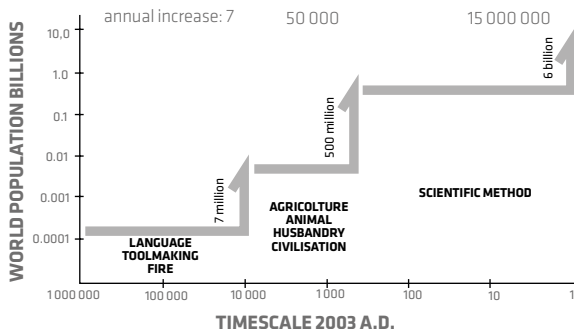 annual increase: 7 50 000 15 000 000
WORLD POPULATION BILLIONS
10,0
1.0
0.1
0.01
0.001
0.0001
7 million
500 million
6 billion
LANGUAGE
TOOLMAKING
FIRE
AGRICOLTURE
ANIMAL
HUSBANDRY
CIVILISATION
SCIENTIFIC METHOD
1 000 000 100 000 10 000 1 000 100 10 1
TIMESCALE 2003 A.D.